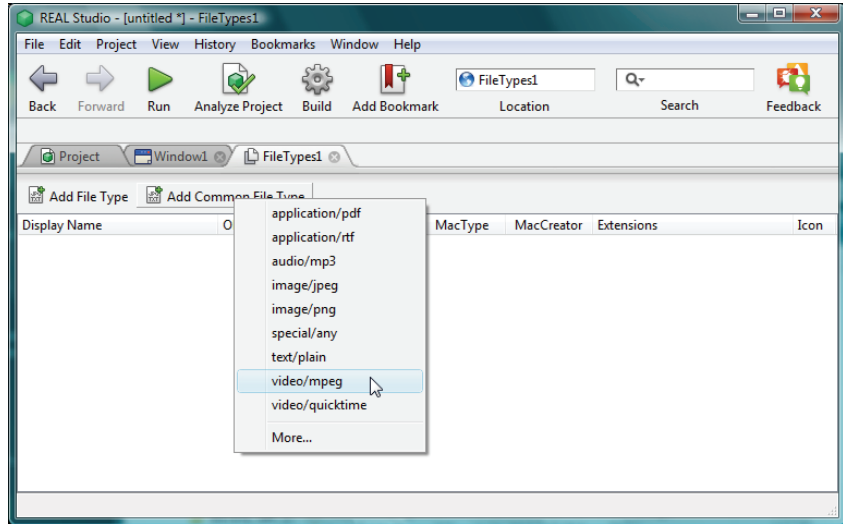 REAL Studio - [untitled *] - FileTypes1
File Edit Project View History Bookmarks Window Help
FileTypes1
Back Forward Run Analyze Project Build Add Bookmark Location Search Feedback
Project Window1 FileTypes1
Add File Type Add Common File Type
Display Name O MacType MacCreator Extensions Icon
application/pdf
application/rtf
audio/mp3
image/jpeg
image/png
special/any
text/plain
video/mpeg
video/quicktime
More...